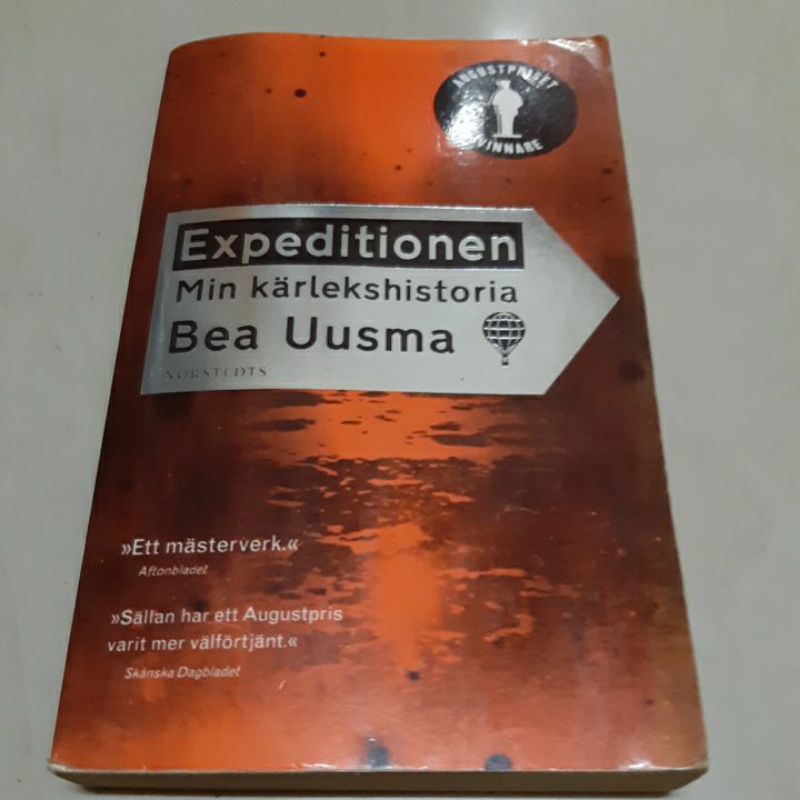 AUGUSTPRISET
VINNARE
Expeditionen
Min kärlekshistoria
Bea Uusma
NORSTEDTS
»Ett mästerverk.«
Aftonbladet
»Sällan har ett Augustpris
varit mer välförtjänt.«
Skånska Dagbladet